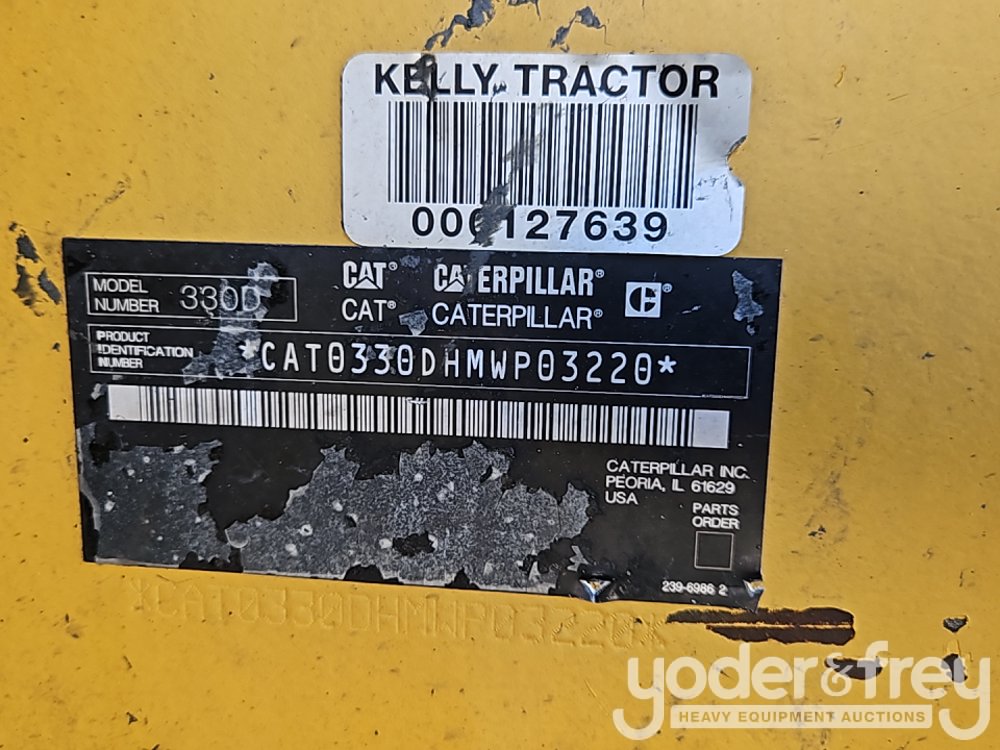 KELLY TRACTOR
006127639
MODEL NUMBER 330D
CAT® CATERPILLAR®
CAT® CATERPILLAR®
PRODUCT IDENTIFICATION NUMBER
*CAT0330DHMWP03220*
CATERPILLAR INC.
PEORIA, IL 61629
USA
PARTS
ORDER
239-6986 2
*CAT0330DHMWP03220*
yoder&frey
HEAVY EQUIPMENT AUCTIONS